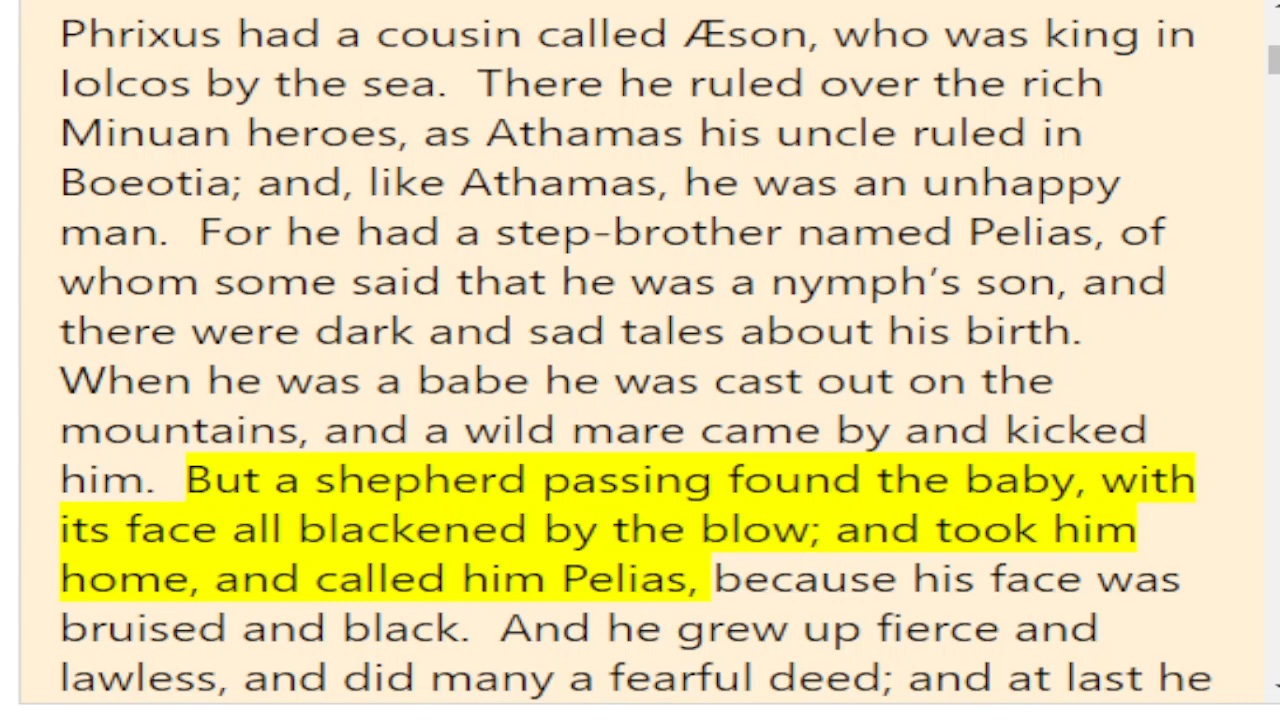 Phrixus had a cousin called Æson, who was king in
Iolcos by the sea.  There he ruled over the rich
Minuan heroes, as Athamas his uncle ruled in
Boeotia; and, like Athamas, he was an unhappy
man.  For he had a step-brother named Pelias, of
whom some said that he was a nymph’s son, and
there were dark and sad tales about his birth.
When he was a babe he was cast out on the
mountains, and a wild mare came by and kicked
him.  But a shepherd passing found the baby, with
its face all blackened by the blow; and took him
home, and called him Pelias, because his face was
bruised and black.  And he grew up fierce and
lawless, and did many a fearful deed; and at last he